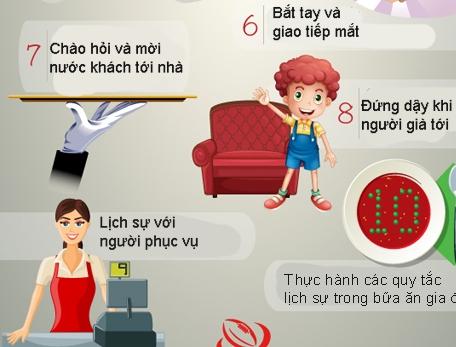 6
Bắt tay và
giao tiếp mắt
7
Chào hỏi và mời
nước khách tới nhà
8
Đứng dậy khi
người già tới
9
Lịch sự với
người phục vụ
10
Thực hành các quy tắc
lịch sự trong bữa ăn gia